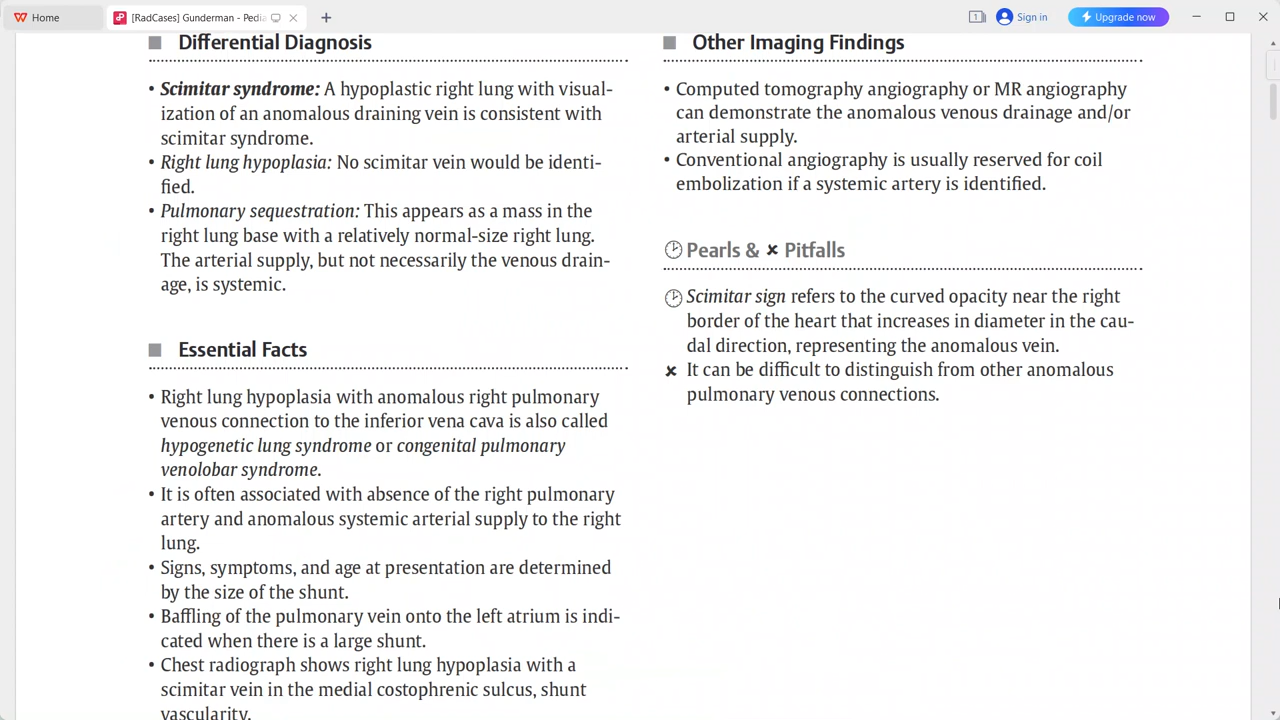 Home
[RadCases] Gunderman - Pedia
Sign in
Upgrade now
Differential Diagnosis
• Scimitar syndrome: A hypoplastic right lung with visual-
ization of an anomalous draining vein is consistent with
scimitar syndrome.
• Right lung hypoplasia: No scimitar vein would be identi-
fied.
• Pulmonary sequestration: This appears as a mass in the
right lung base with a relatively normal-size right lung.
The arterial supply, but not necessarily the venous drain-
age, is systemic.
Essential Facts
• Right lung hypoplasia with anomalous right pulmonary
venous connection to the inferior vena cava is also called
hypogenetic lung syndrome or congenital pulmonary
venolobar syndrome.
• It is often associated with absence of the right pulmonary
artery and anomalous systemic arterial supply to the right
lung.
• Signs, symptoms, and age at presentation are determined
by the size of the shunt.
• Baffling of the pulmonary vein onto the left atrium is indi-
cated when there is a large shunt.
• Chest radiograph shows right lung hypoplasia with a
scimitar vein in the medial costophrenic sulcus, shunt
vascularity.
Other Imaging Findings
• Computed tomography angiography or MR angiography
can demonstrate the anomalous venous drainage and/or
arterial supply.
• Conventional angiography is usually reserved for coil
embolization if a systemic artery is identified.
Pearls & ✘ Pitfalls
Scimitar sign refers to the curved opacity near the right
border of the heart that increases in diameter in the cau-
dal direction, representing the anomalous vein.
✘ It can be difficult to distinguish from other anomalous
pulmonary venous connections.